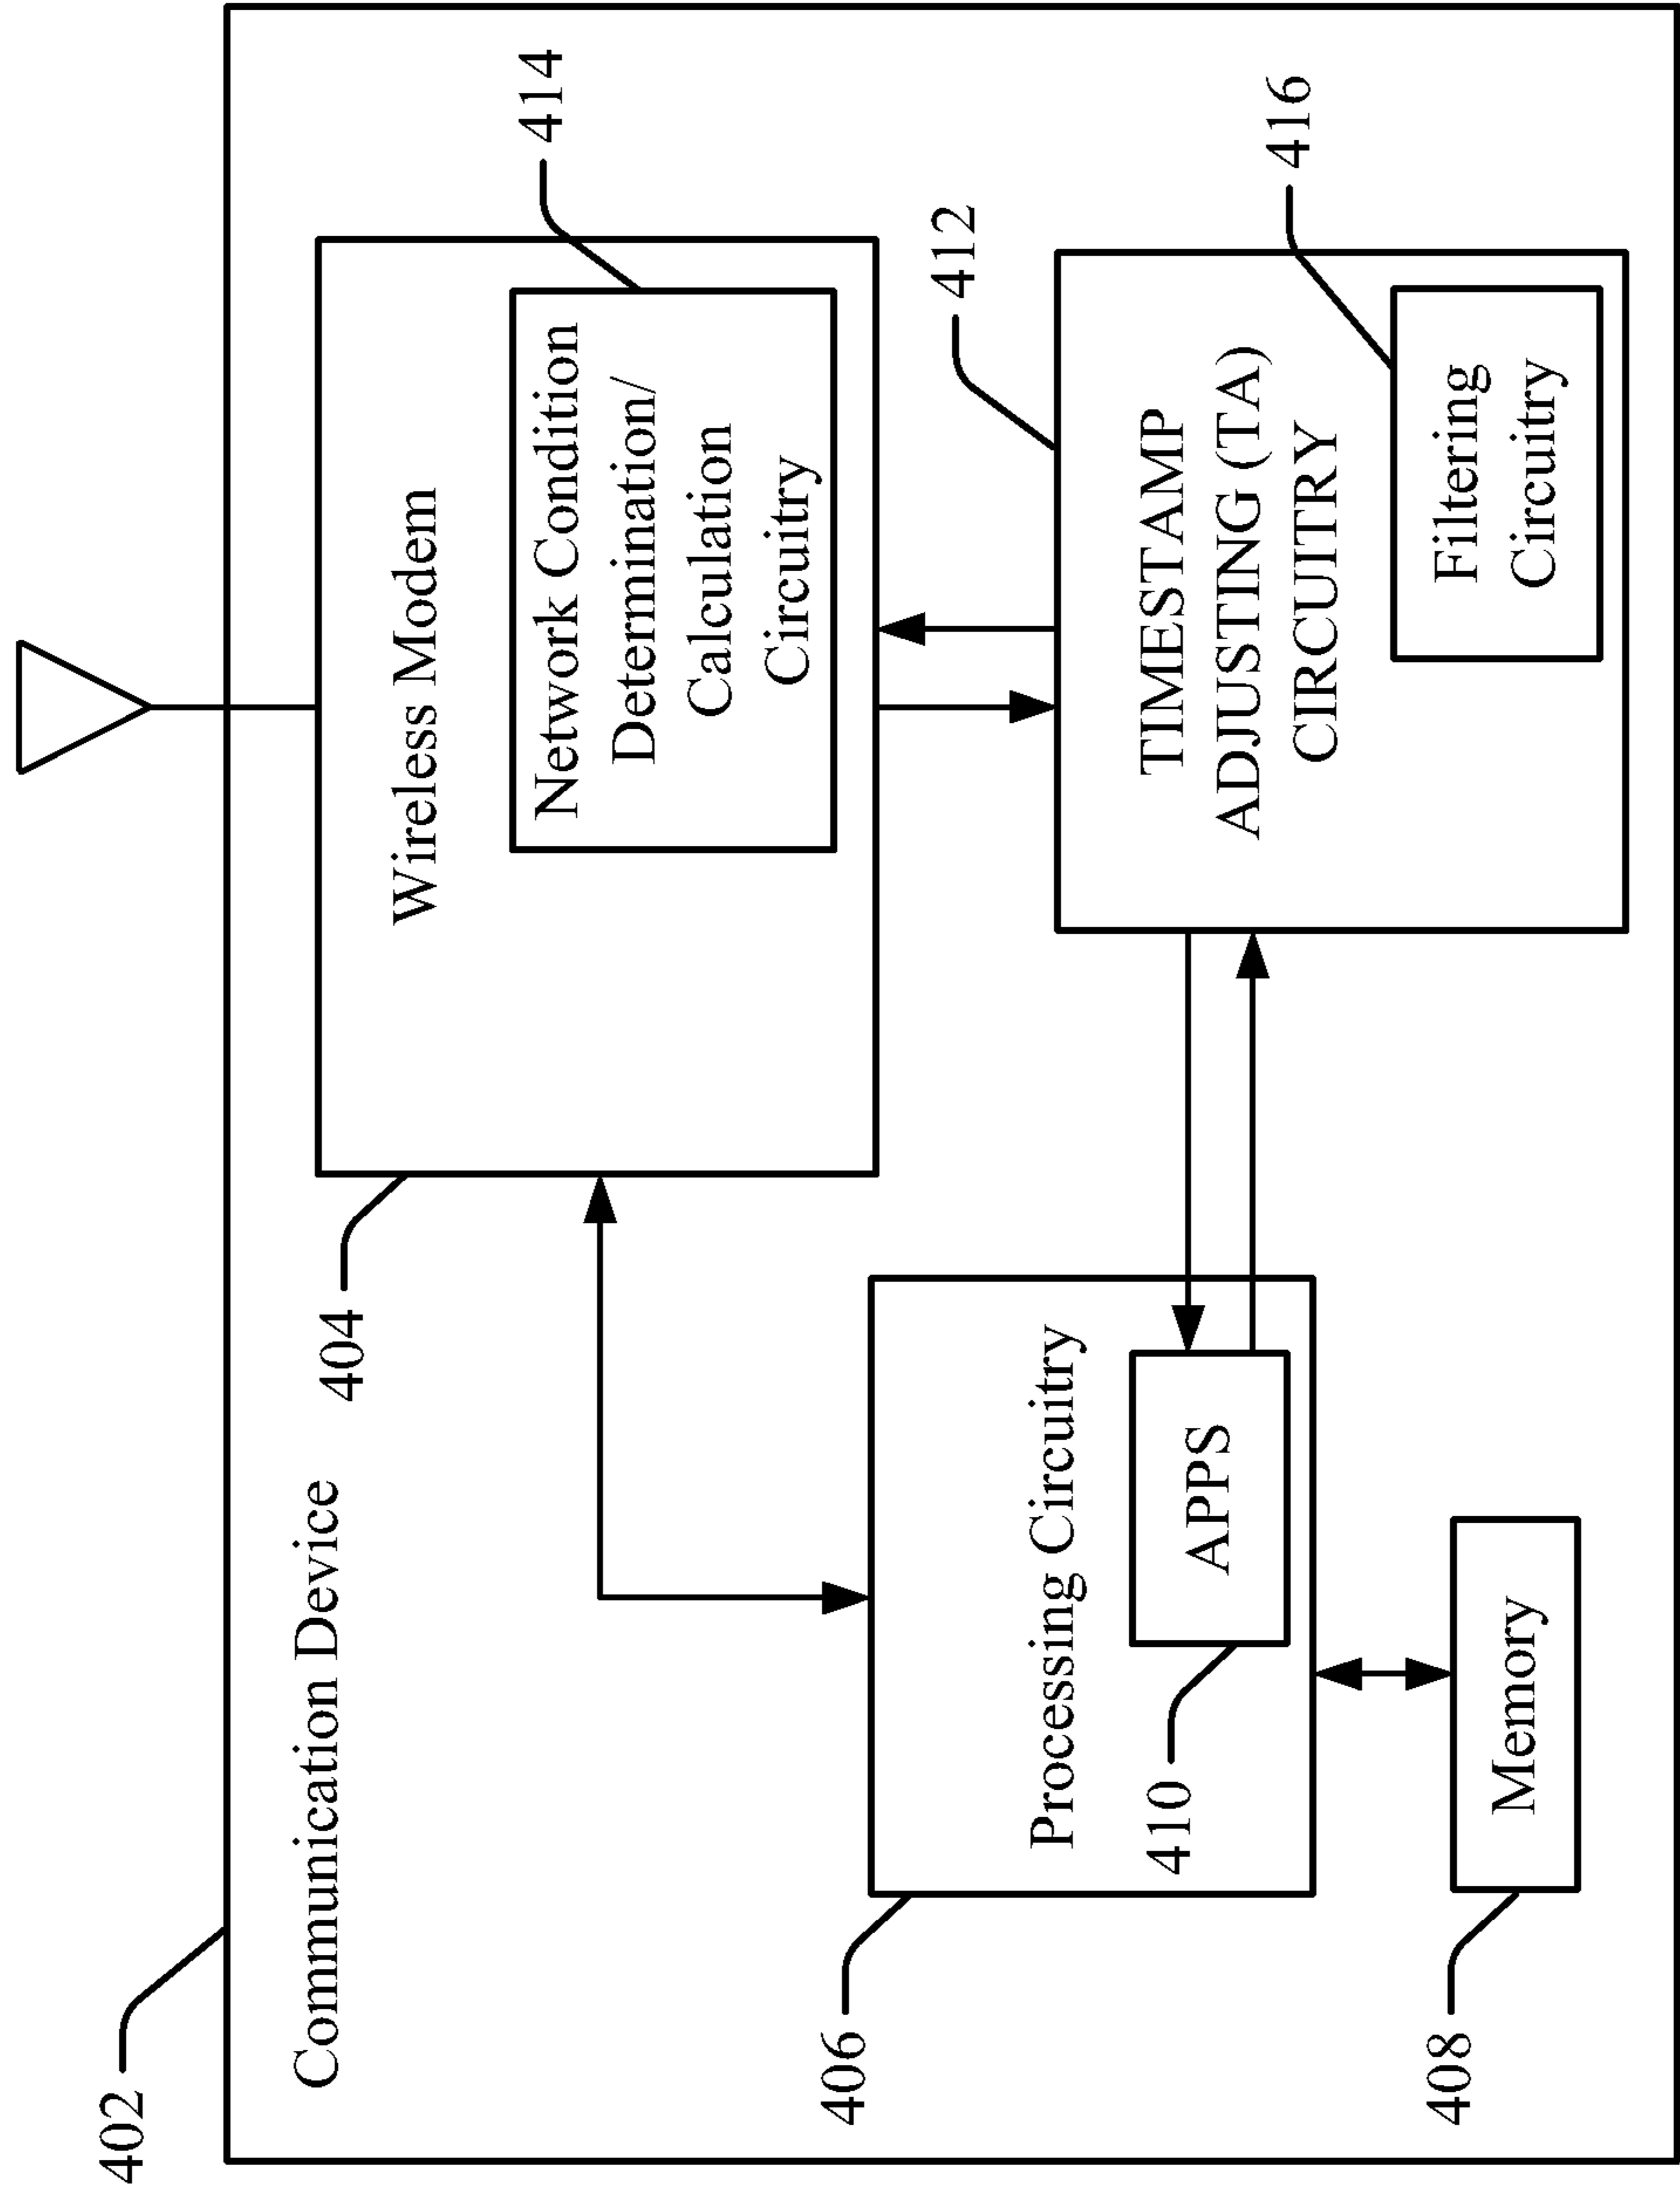 402
Communication Device
404
Wireless Modem
Network Condition
Determination/
Calculation
Circuitry
414
406
Processing Circuitry
410
APPS
412
TIMESTAMP
ADJUSTING (TA)
CIRCUITRY
416
Filtering
Circuitry
408
Memory